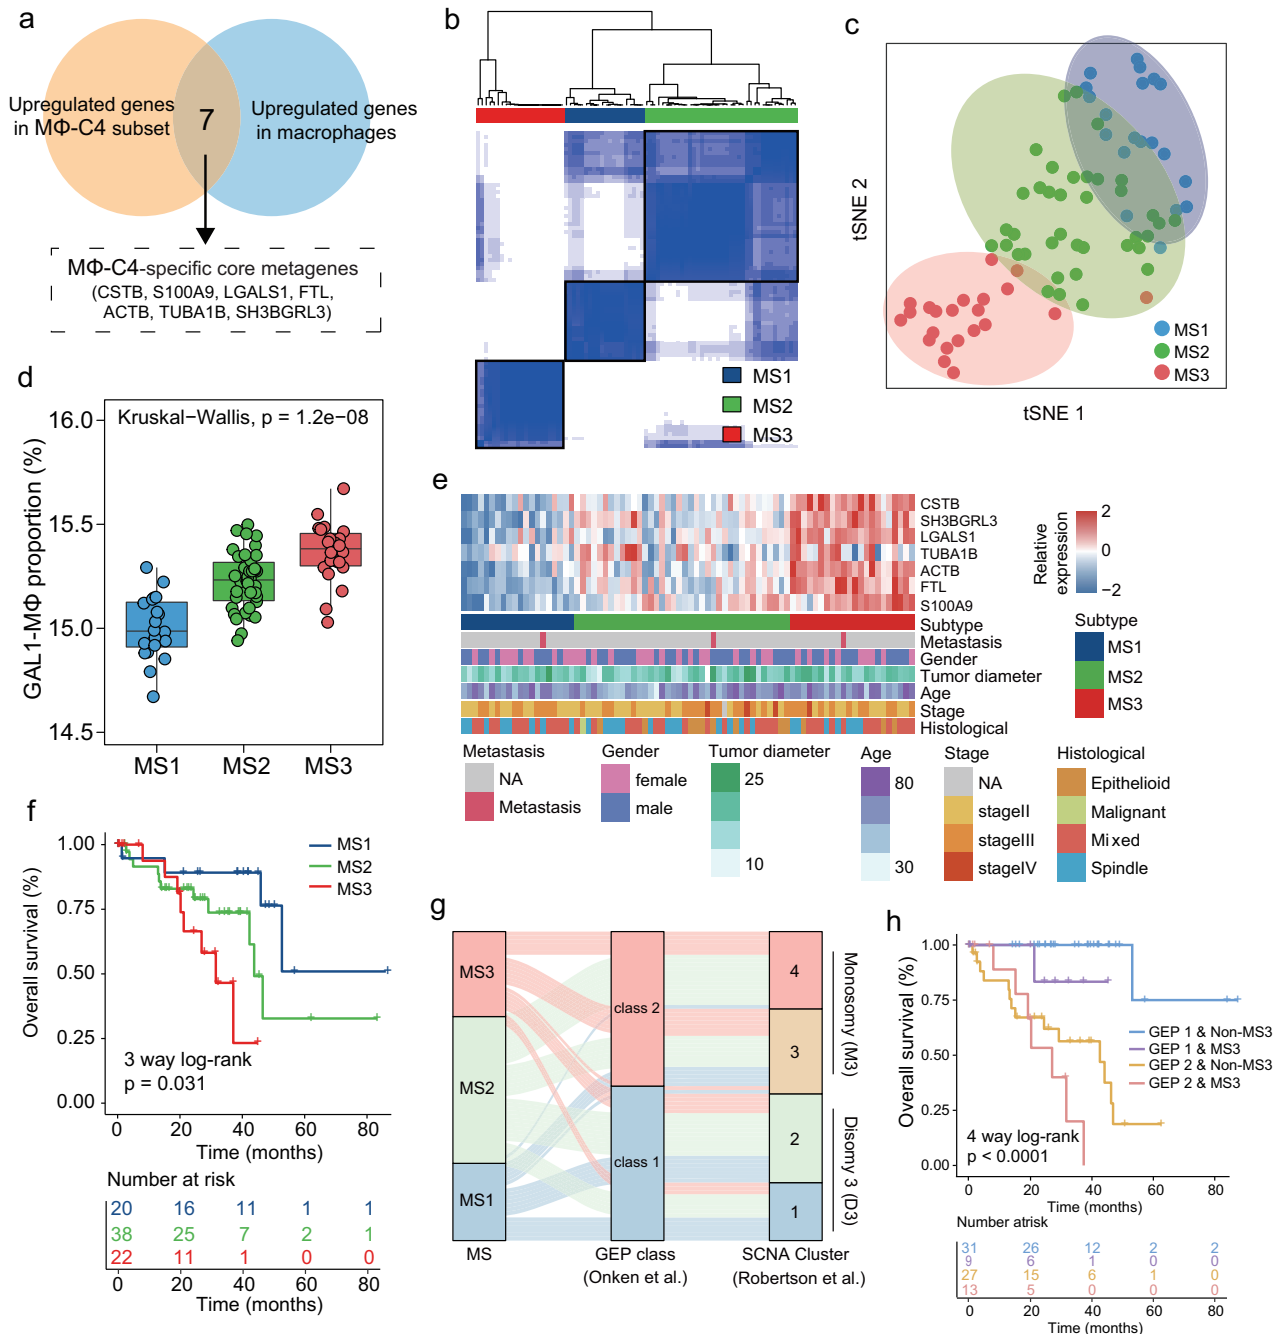 a
Upregulated genes
in MΦ-C4 subset
7
Upregulated genes
in macrophages
MΦ-C4-specific core metagenes
(CSTB, S100A9, LGALS1, FTL,
ACTB, TUBA1B, SH3BGRL3)
b
MS1
MS2
MS3
c
tSNE 2
MS1
MS2
MS3
tSNE 1
d
GAL1-MΦ proportion (%)
Kruskal−Wallis, p = 1.2e−08
16.0
15.5
15.0
14.5
MS1 MS2 MS3
e
CSTB
SH3BGRL3
LGALS1
TUBA1B
ACTB
FTL
S100A9
Subtype
Metastasis
Gender
Tumor diameter
Age
Stage
Histological
Relative
expression
2
0
−2
Subtype
MS1
MS2
MS3
Metastasis
NA
Metastasis
Gender
female
male
Tumor diameter
25
10
Age
80
30
Stage
NA
stageII
stageIII
stageIV
Histological
Epithelioid
Malignant
Mixed
Spindle
f
Overall survival (%)
1.00
0.75
0.50
0.25
0.00
MS1
MS2
MS3
3 way log-rank
p = 0.031
0 20 40 60 80
Time (months)
Number at risk
20 16 11 1 1
38 25 7 2 1
22 11 1 0 0
0 20 40 60 80
Time (months)
g
MS3
MS2
MS1
class 2
class 1
4
3
2
1
Monosomy (M3)
Disomy 3 (D3)
MS
GEP class
(Onken et al.)
SCNA Cluster
(Robertson et al.)
h
Overall survival (%)
1.00
0.75
0.50
0.25
0.00
GEP 1 & Non-MS3
GEP 1 & MS3
GEP 2 & Non-MS3
GEP 2 & MS3
4 way log-rank
p < 0.0001
0 20 40 60 80
Time (months)
Number atrisk
31 26 12 2 2
9 6 1 0 0
27 15 6 1 0
13 5 0 0 0
0 20 40 60 80
Time (months)